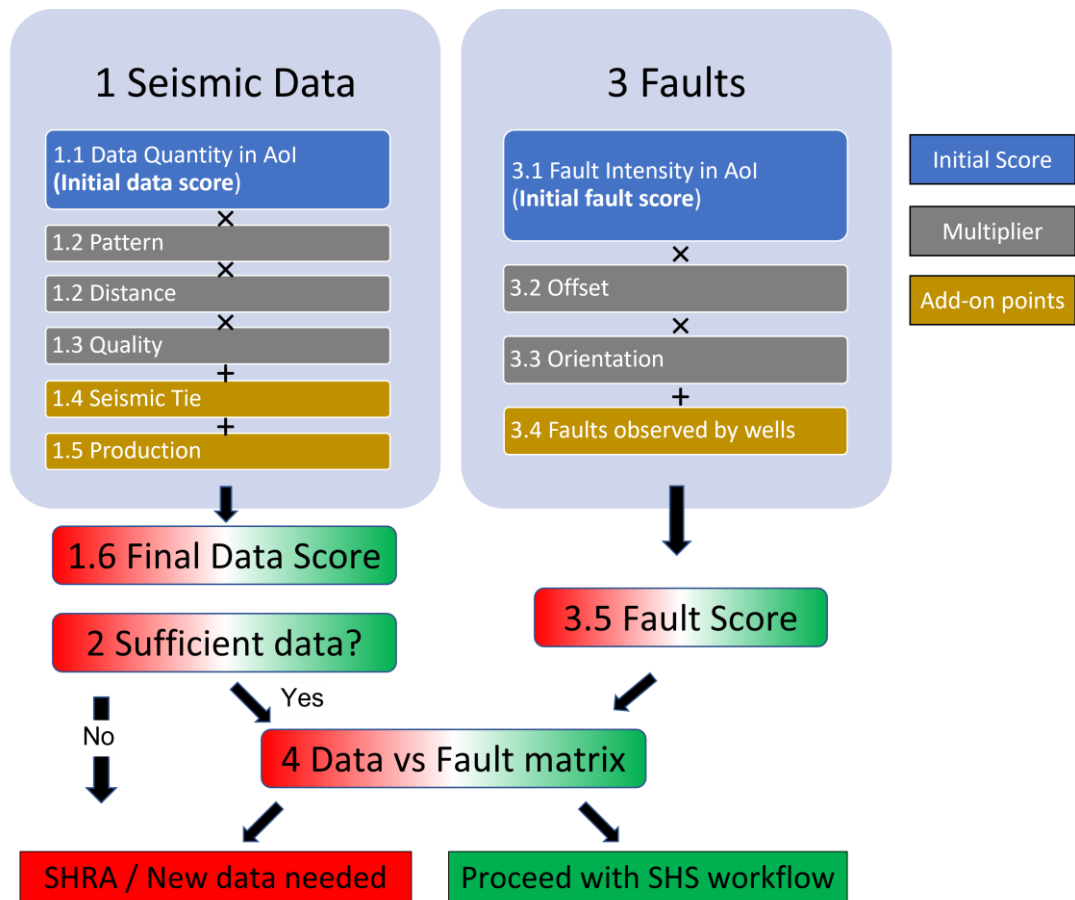 1 Seismic Data
1.1 Data Quantity in AoI
(Initial data score)
×
1.2 Pattern
×
1.2 Distance
×
1.3 Quality
+
1.4 Seismic Tie
+
1.5 Production
1.6 Final Data Score
2 Sufficient data?
No
Yes
3 Faults
3.1 Fault Intensity in AoI
(Initial fault score)
×
3.2 Offset
×
3.3 Orientation
+
3.4 Faults observed by wells
3.5 Fault Score
Initial Score
Multiplier
Add-on points
4 Data vs Fault matrix
SHRA / New data needed
Proceed with SHS workflow